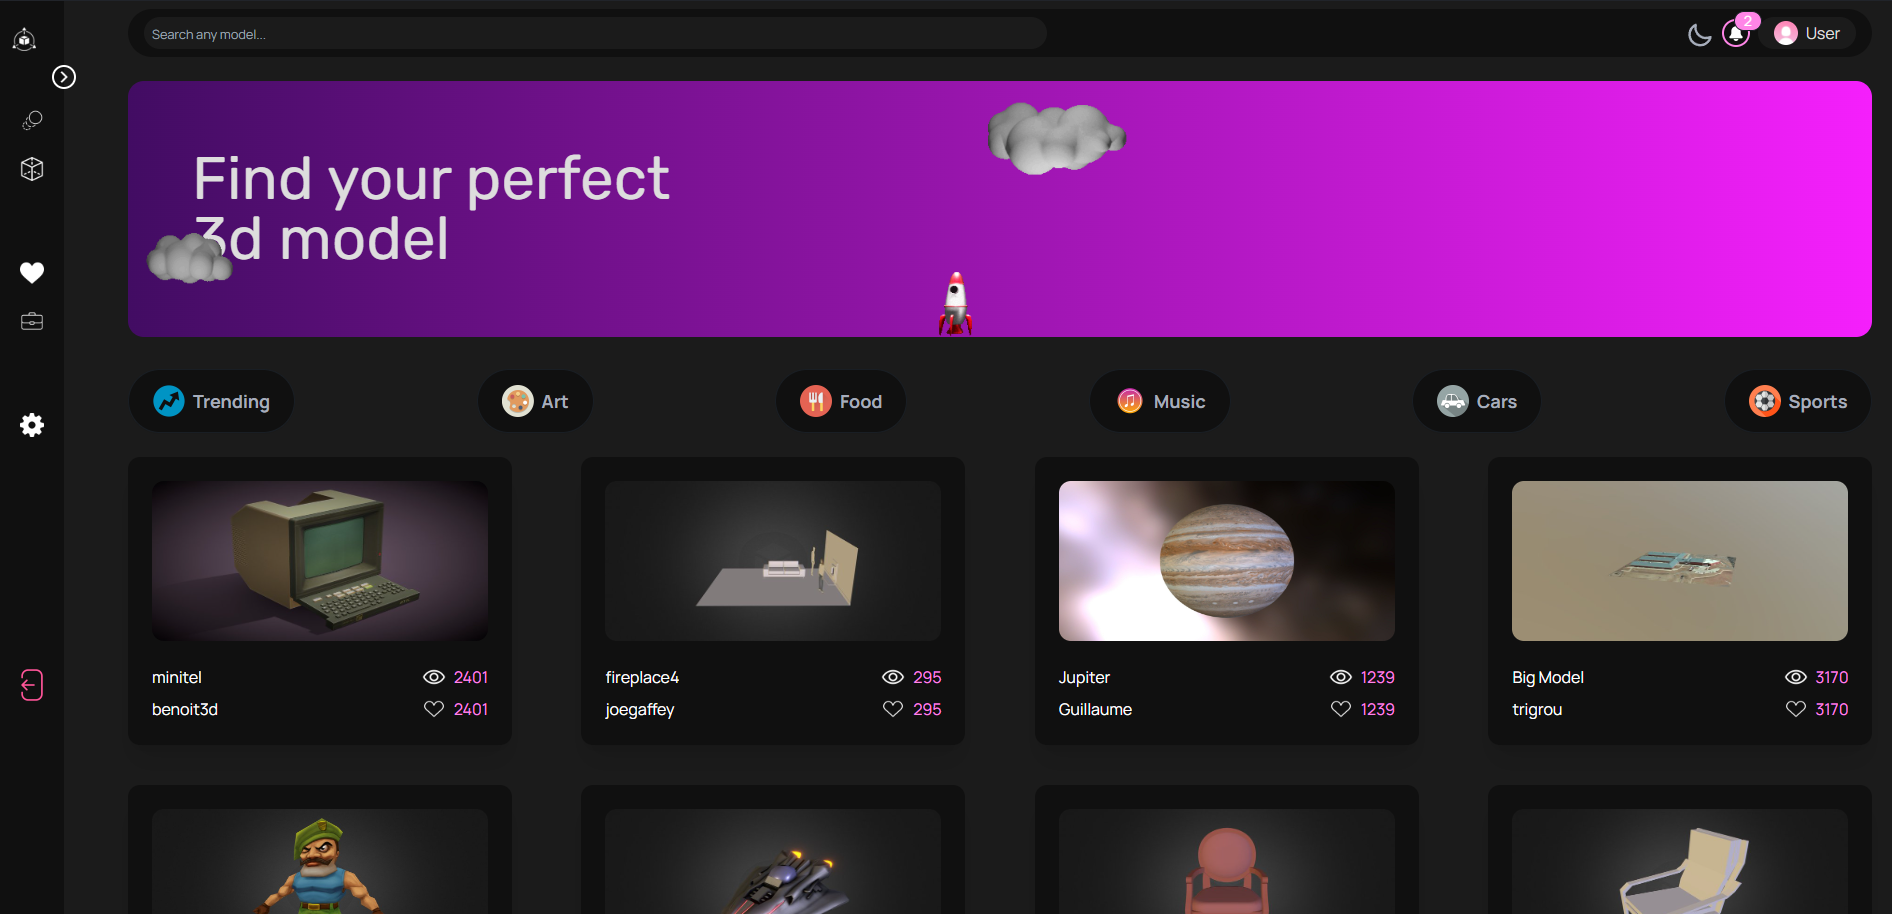 Search any model...
2
User
Find your perfect
3d model
Trending
Art
Food
Music
Cars
Sports
minitel
2401
benoit3d
2401
fireplace4
295
joegaffey
295
Jupiter
1239
Guillaume
1239
Big Model
3170
trigrou
3170